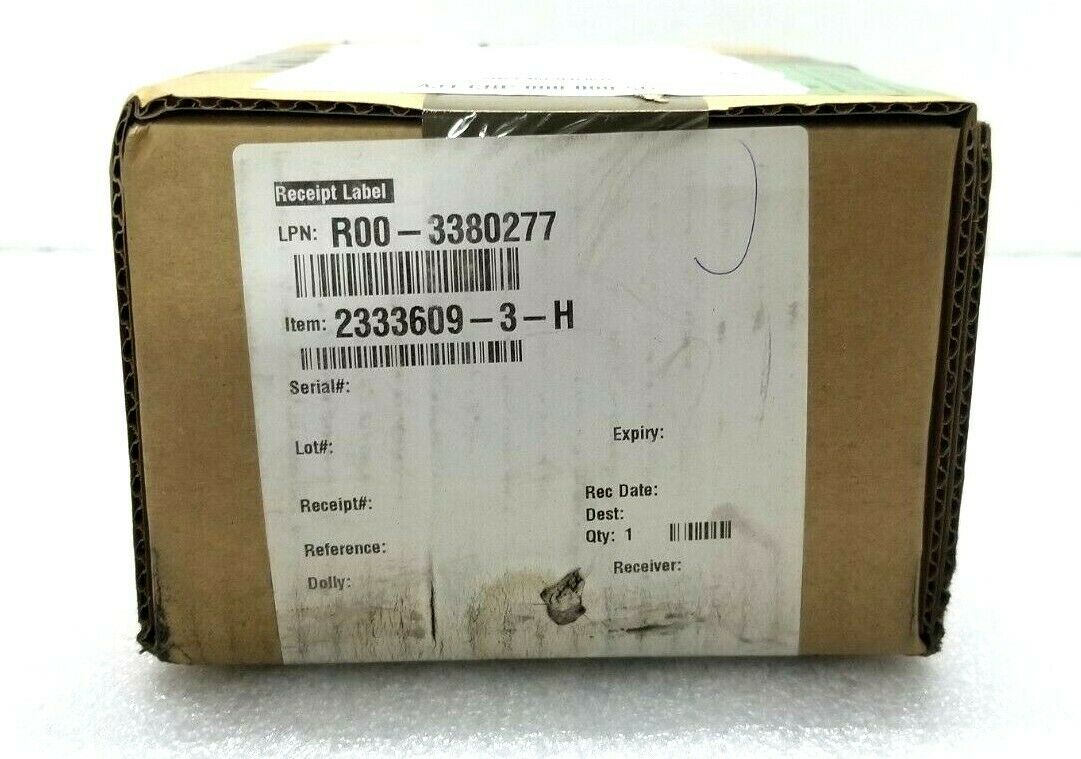 Receipt Label
LPN: R00-3380277
Item: 2333609-3-H
Serial#:
Lot#:
Expiry:
Receipt#:
Rec Date:
Dest:
Qty: 1
Reference:
Receiver:
Dolly: